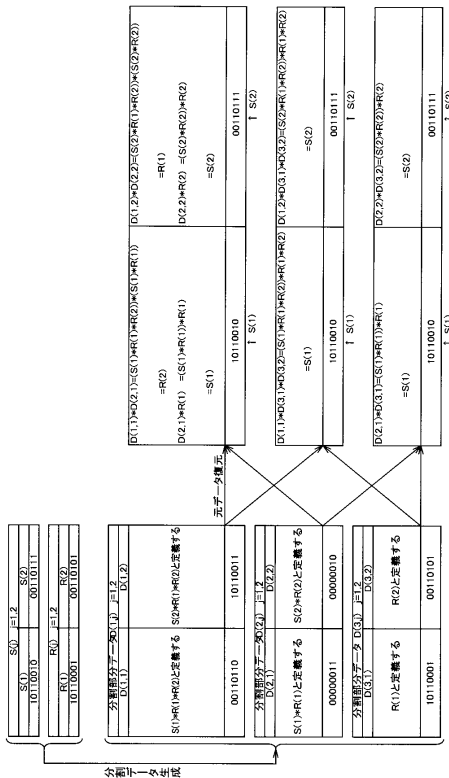 分割データ生成
S(j) j=1,2
S(1) S(2)
10110010 00110111
R(j) j=1,2
R(1) R(2)
10110001 00110101
分割部分データD(1,j) j=1,2
D(1,1) D(1,2)
S(1)*R(1)*R(2)と定義する S(2)*R(1)*R(2)と定義する
00110110 10110011
分割部分データD(2,j) j=1,2
D(2,1) D(2,2)
S(1)*R(1)と定義する S(2)*R(2)と定義する
00000011 00000010
分割部分データ D(3,j) j=1,2
D(3,1) D(3,2)
R(1)と定義する R(2)と定義する
10110001 00110101
元データ復元
D(1,1)*D(2,1)=(S(1)*R(1)*R(2))*(S(1)*R(1)) D(1,2)*D(2,2)=(S(2)*R(1)*R(2))*(S(2)*R(2))
=R(2) =R(1)
D(2,1)*R(1) =(S(1)*R(1))*R(1) D(2,2)*R(2) =(S(2)*R(2))*R(2)
=S(1) =S(2)
10110010 00110111
↑ S(1) ↑ S(2)
D(1,1)*D(3,1)*D(3,2)=(S(1)*R(1)*R(2))*R(1)*R(2) D(1,2)*D(3,1)*D(3,2)=(S(2)*R(1)*R(2))*R(1)*R(2)
=S(1) =S(2)
10110010 00110111
↑ S(1) ↑ S(2)
D(2,1)*D(3,1)=(S(1)*R(1))*R(1) D(2,2)*D(3,2)=(S(2)*R(2))*R(2)
=S(1) =S(2)
10110010 00110111
↑ S(1) ↑ S(2)